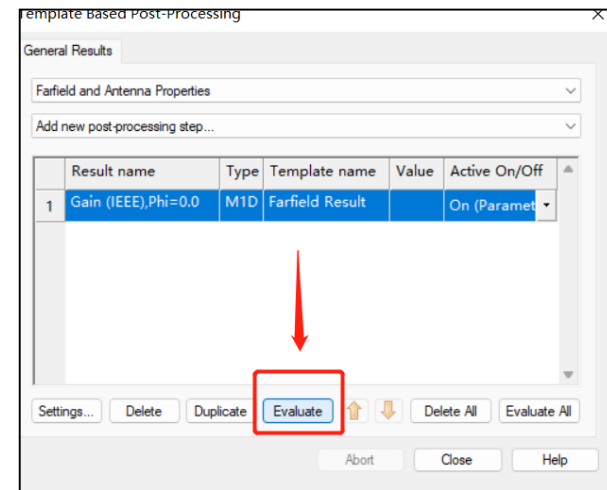 Template Based Post-Processing
General Results
Farfield and Antenna Properties
Add new post-processing step...
Result name Type Template name Value Active On/Off
1 Gain (IEEE),Phi=0.0 M1D Farfield Result On (Paramet
Settings... Delete Duplicate Evaluate Delete All Evaluate All
Abort Close Help